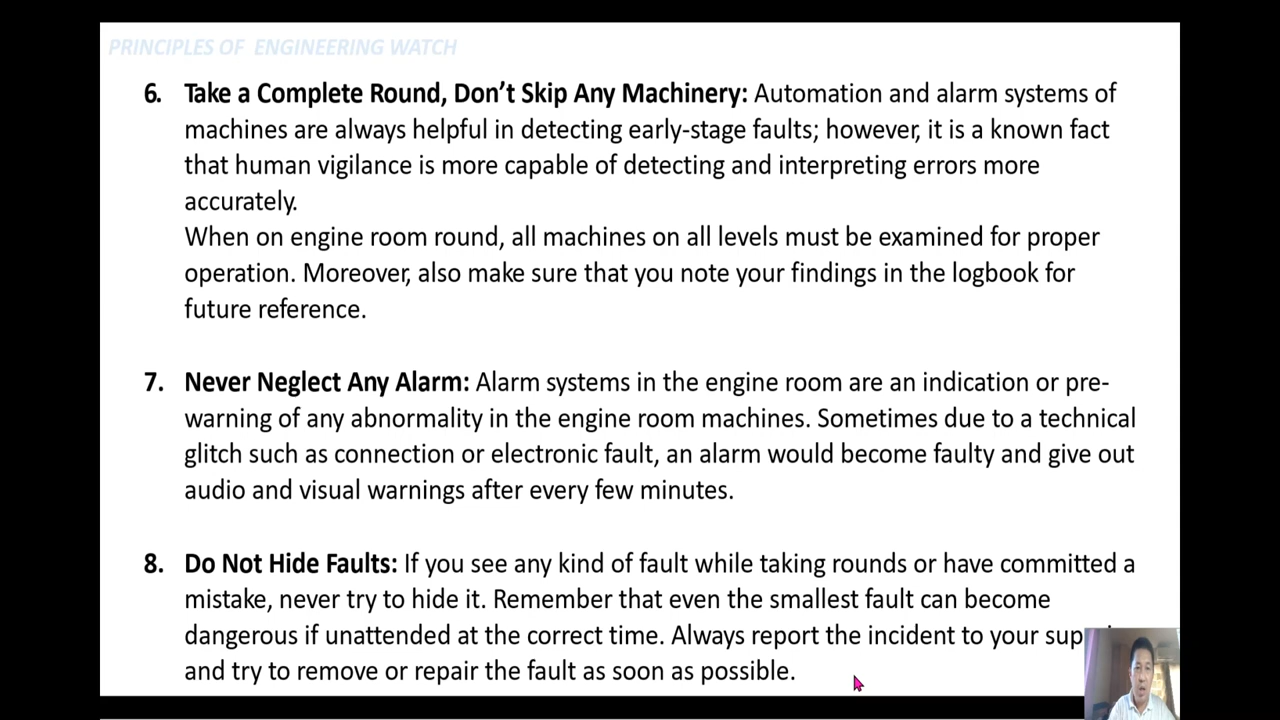 PRINCIPLES OF ENGINEERING WATCH
6. Take a Complete Round, Don't Skip Any Machinery: Automation and alarm systems of
machines are always helpful in detecting early-stage faults; however, it is a known fact
that human vigilance is more capable of detecting and interpreting errors more
accurately.
When on engine room round, all machines on all levels must be examined for proper
operation. Moreover, also make sure that you note your findings in the logbook for
future reference.
7. Never Neglect Any Alarm: Alarm systems in the engine room are an indication or pre-
warning of any abnormality in the engine room machines. Sometimes due to a technical
glitch such as connection or electronic fault, an alarm would become faulty and give out
audio and visual warnings after every few minutes.
8. Do Not Hide Faults: If you see any kind of fault while taking rounds or have committed a
mistake, never try to hide it. Remember that even the smallest fault can become
dangerous if unattended at the correct time. Always report the incident to your
and try to remove or repair the fault as soon as possible.